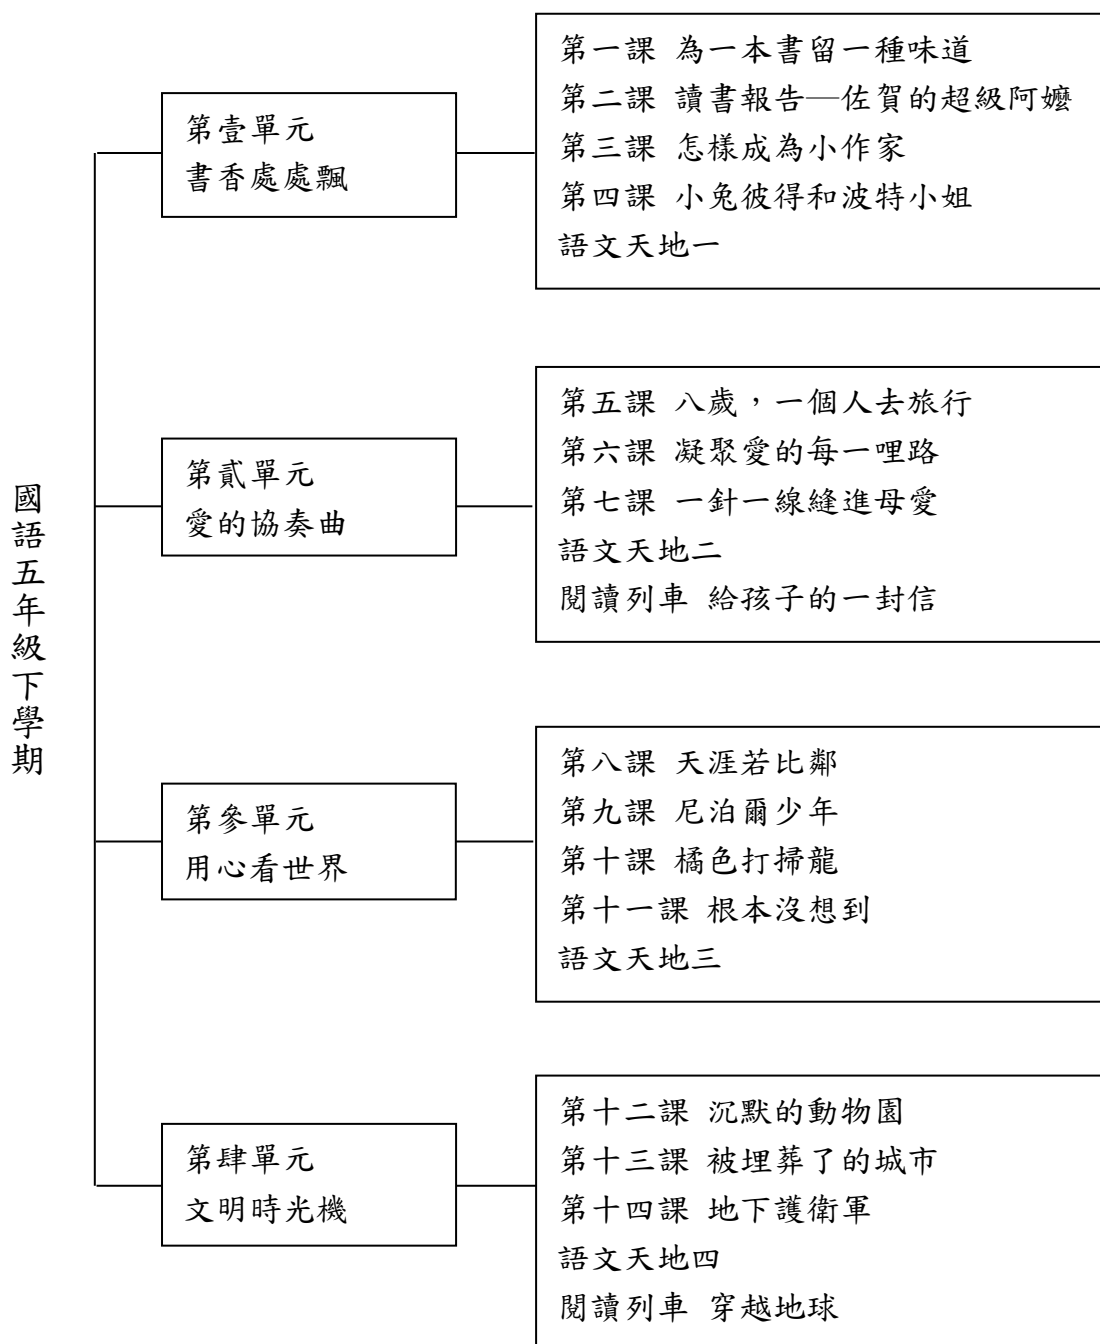 國語五年級下學期
第壹單元
書香處處飄
第一課 為一本書留一種味道
第二課 讀書報告─佐賀的超級阿嬤
第三課 怎樣成為小作家
第四課 小兔彼得和波特小姐
語文天地一
第貳單元
愛的協奏曲
第五課 八歲，一個人去旅行
第六課 凝聚愛的每一哩路
第七課 一針一線縫進母愛
語文天地二
閱讀列車 給孩子的一封信
第參單元
用心看世界
第八課 天涯若比鄰
第九課 尼泊爾少年
第十課 橘色打掃龍
第十一課 根本沒想到
語文天地三
第肆單元
文明時光機
第十二課 沉默的動物園
第十三課 被埋葬了的城市
第十四課 地下護衛軍
語文天地四
閱讀列車 穿越地球